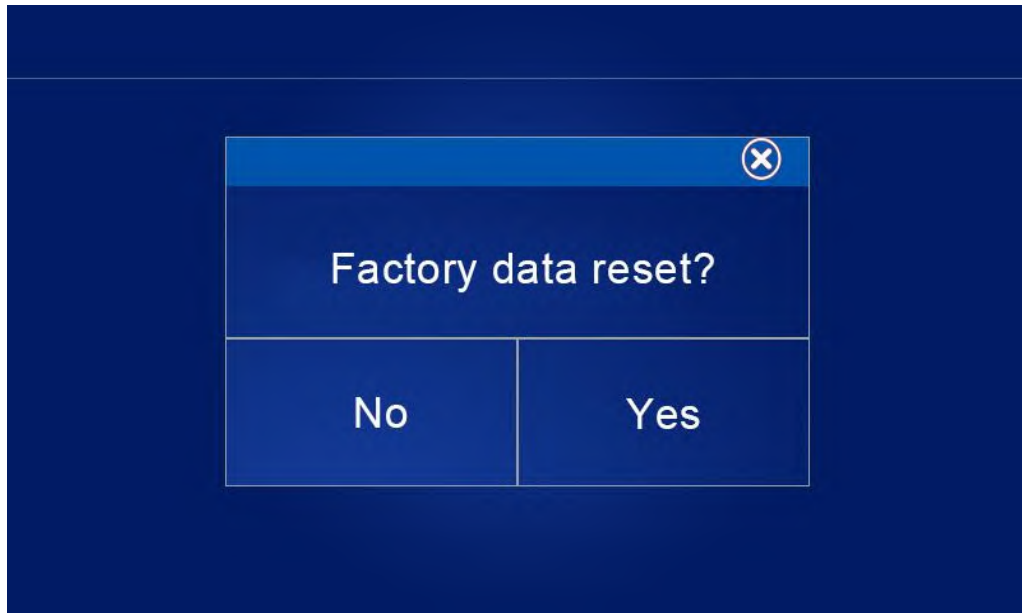 Factory data reset?
No
Yes